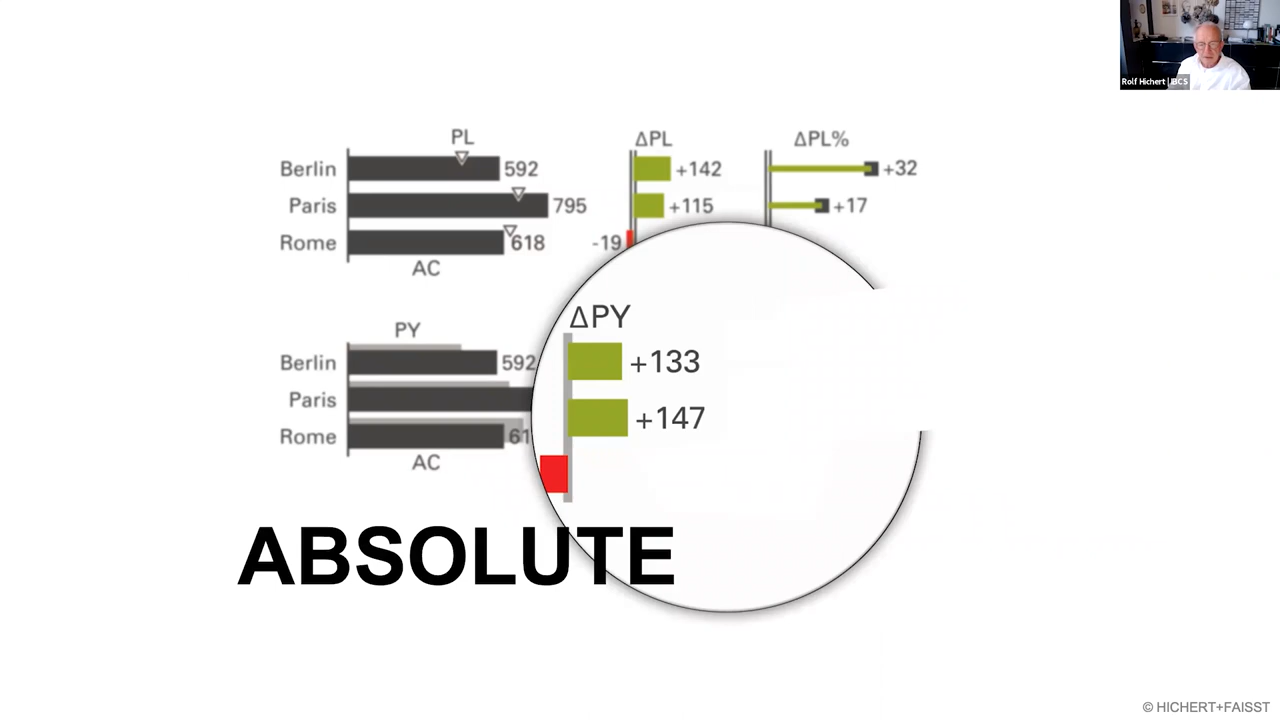 Rolf Hichert | IBCS
PL ΔPL ΔPL%
Berlin 592 +142 +32
Paris 795 +115 +17
Rome 618 -19
AC
PY ΔPY
Berlin 592 +133
Paris +147
Rome 61
AC
ABSOLUTE
© HICHERT+FAISST